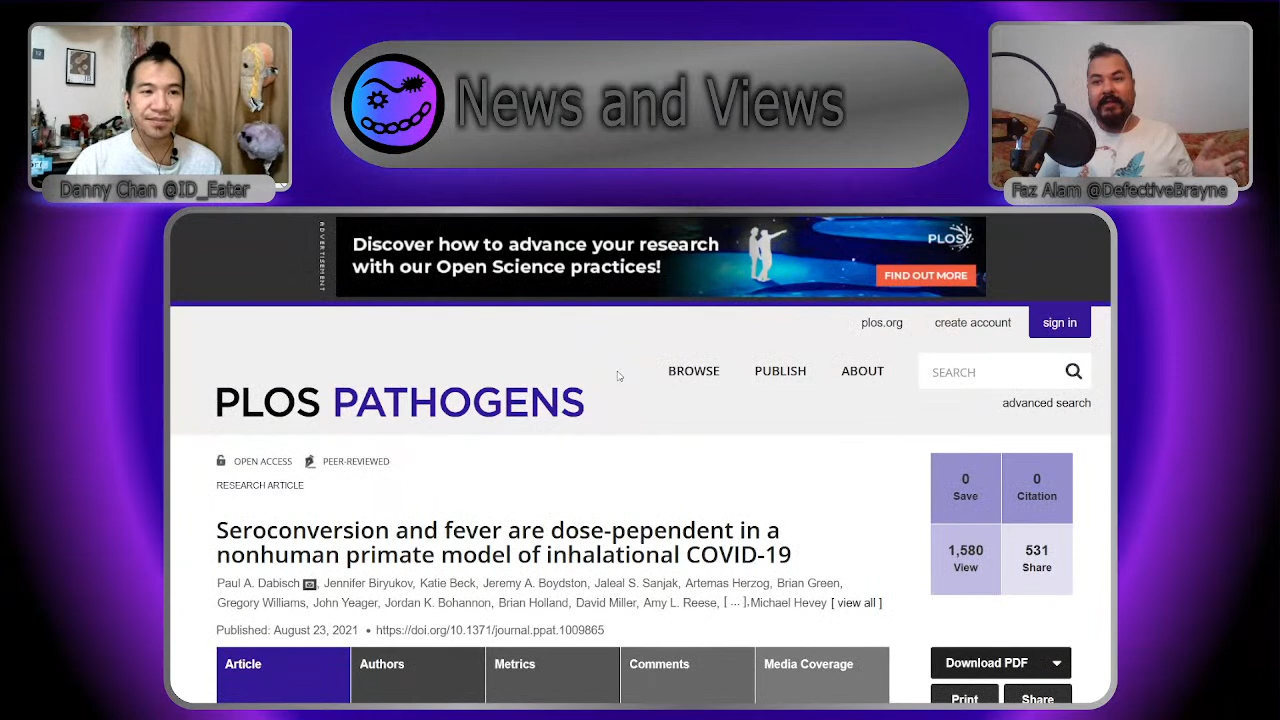 News and Views
Danny Chan @ID_Eater
Faz Alam @DefectiveBrayne
ADVERTISEMENT
Discover how to advance your research
with our Open Science practices!
PLOS
FIND OUT MORE
plos.org
create account
sign in
BROWSE
PUBLISH
ABOUT
SEARCH
advanced search
PLOS PATHOGENS
OPEN ACCESS
PEER-REVIEWED
RESEARCH ARTICLE
Seroconversion and fever are dose-pependent in a
nonhuman primate model of inhalational COVID-19
Paul A. Dabisch, Jennifer Biryukov, Katie Beck, Jeremy A. Boydston, Jaleal S. Sanjak, Artemas Herzog, Brian Green,
Gregory Williams, John Yeager, Jordan K. Bohannon, Brian Holland, David Miller, Amy L. Reese, [ ... ], Michael Hevey [ view all ]
Published: August 23, 2021 • https://doi.org/10.1371/journal.ppat.1009865
0
Save
0
Citation
1,580
View
531
Share
Article
Authors
Metrics
Comments
Media Coverage
Download PDF
Print
Share